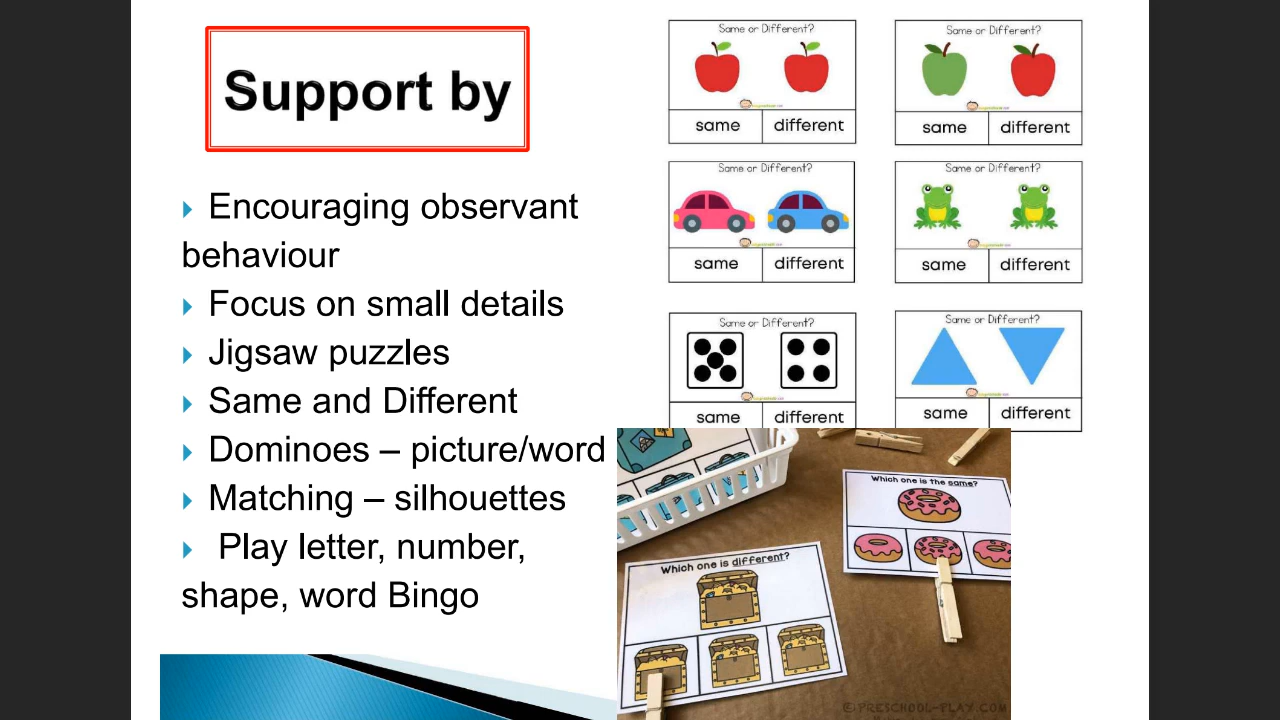 Support by
Encouraging observant
behaviour
Focus on small details
Jigsaw puzzles
Same and Different
Dominoes – picture/word
Matching – silhouettes
Play letter, number,
shape, word Bingo
Same or Different?
same
different
Same or Different?
same
different
Same or Different?
same
different
Same or Different?
same
different
Same or Different?
same
different
Same or Different?
same
different
Which one is the same?
Which one is different?
© PRESCHOOL-PLAY.COM